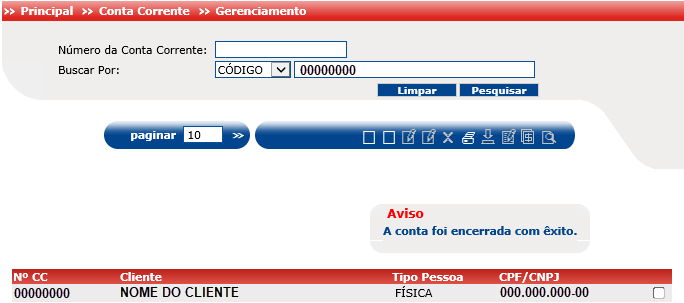 >> Principal >> Conta Corrente >> Gerenciamento
Número da Conta Corrente:
Buscar Por: CÓDIGO 00000000
Limpar Pesquisar
paginar 10 >>
Aviso
A conta foi encerrada com êxito.
Nº CC Cliente Tipo Pessoa CPF/CNPJ
00000000 NOME DO CLIENTE FÍSICA 000.000.000-00